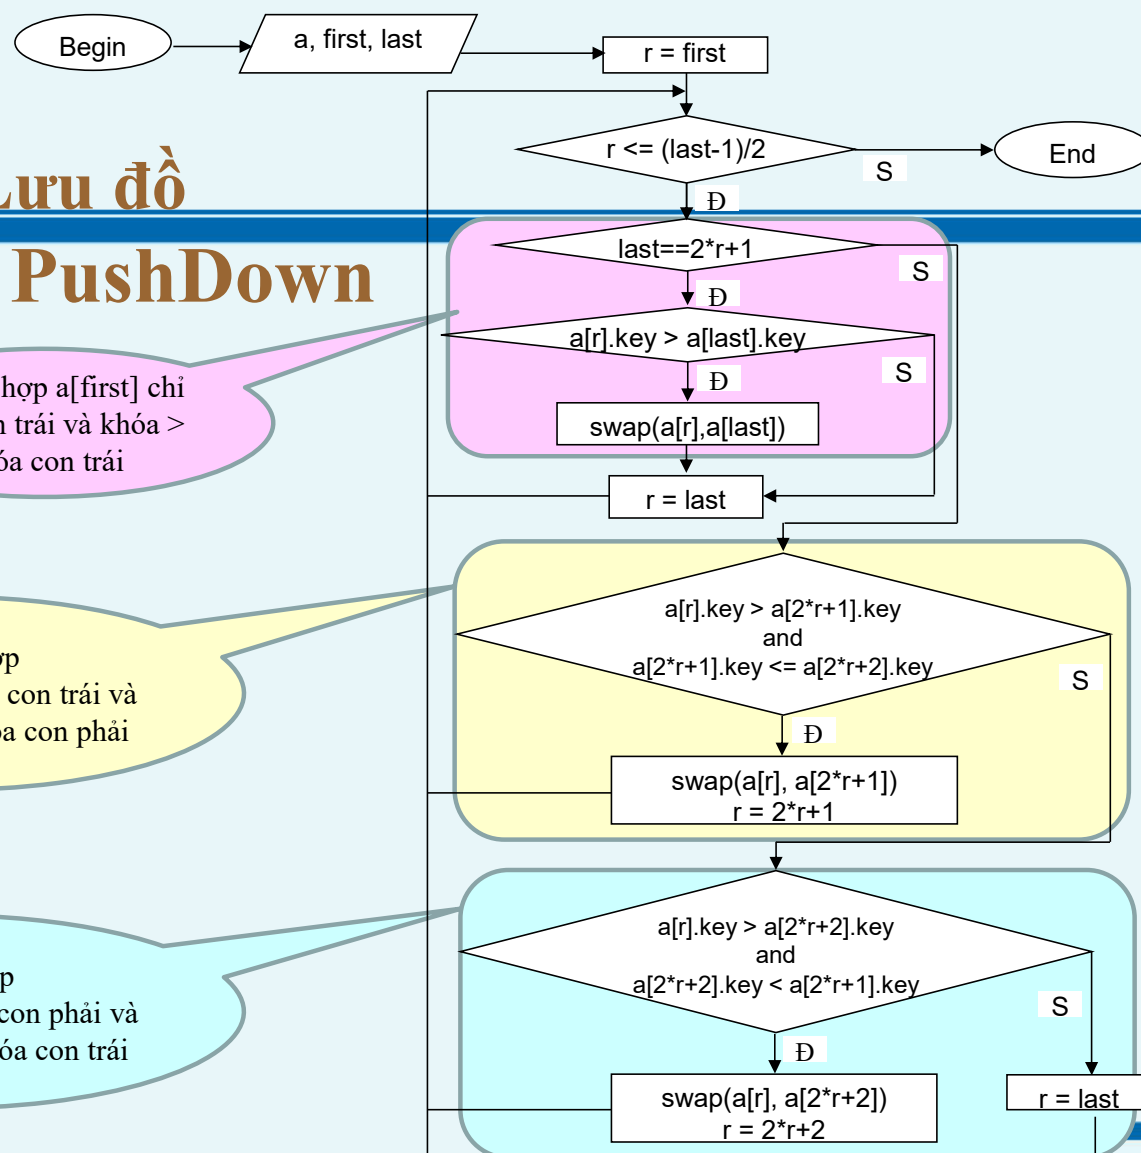 Begin
a, first, last
r = first
r <= (last-1)/2
S
End
Đ
Lưu đồ
PushDown
last==2*r+1
S
Đ
a[r].key > a[last].key
S
Đ
swap(a[r],a[last])
r = last
hợp a[first] chỉ
trái và khóa >
con trái
a[r].key > a[2*r+1].key
and
a[2*r+1].key <= a[2*r+2].key
S
Đ
swap(a[r], a[2*r+1])
r = 2*r+1
con trái và
con phải
a[r].key > a[2*r+2].key
and
a[2*r+2].key < a[2*r+1].key
S
Đ
swap(a[r], a[2*r+2])
r = 2*r+2
r = last
con phải và
con trái